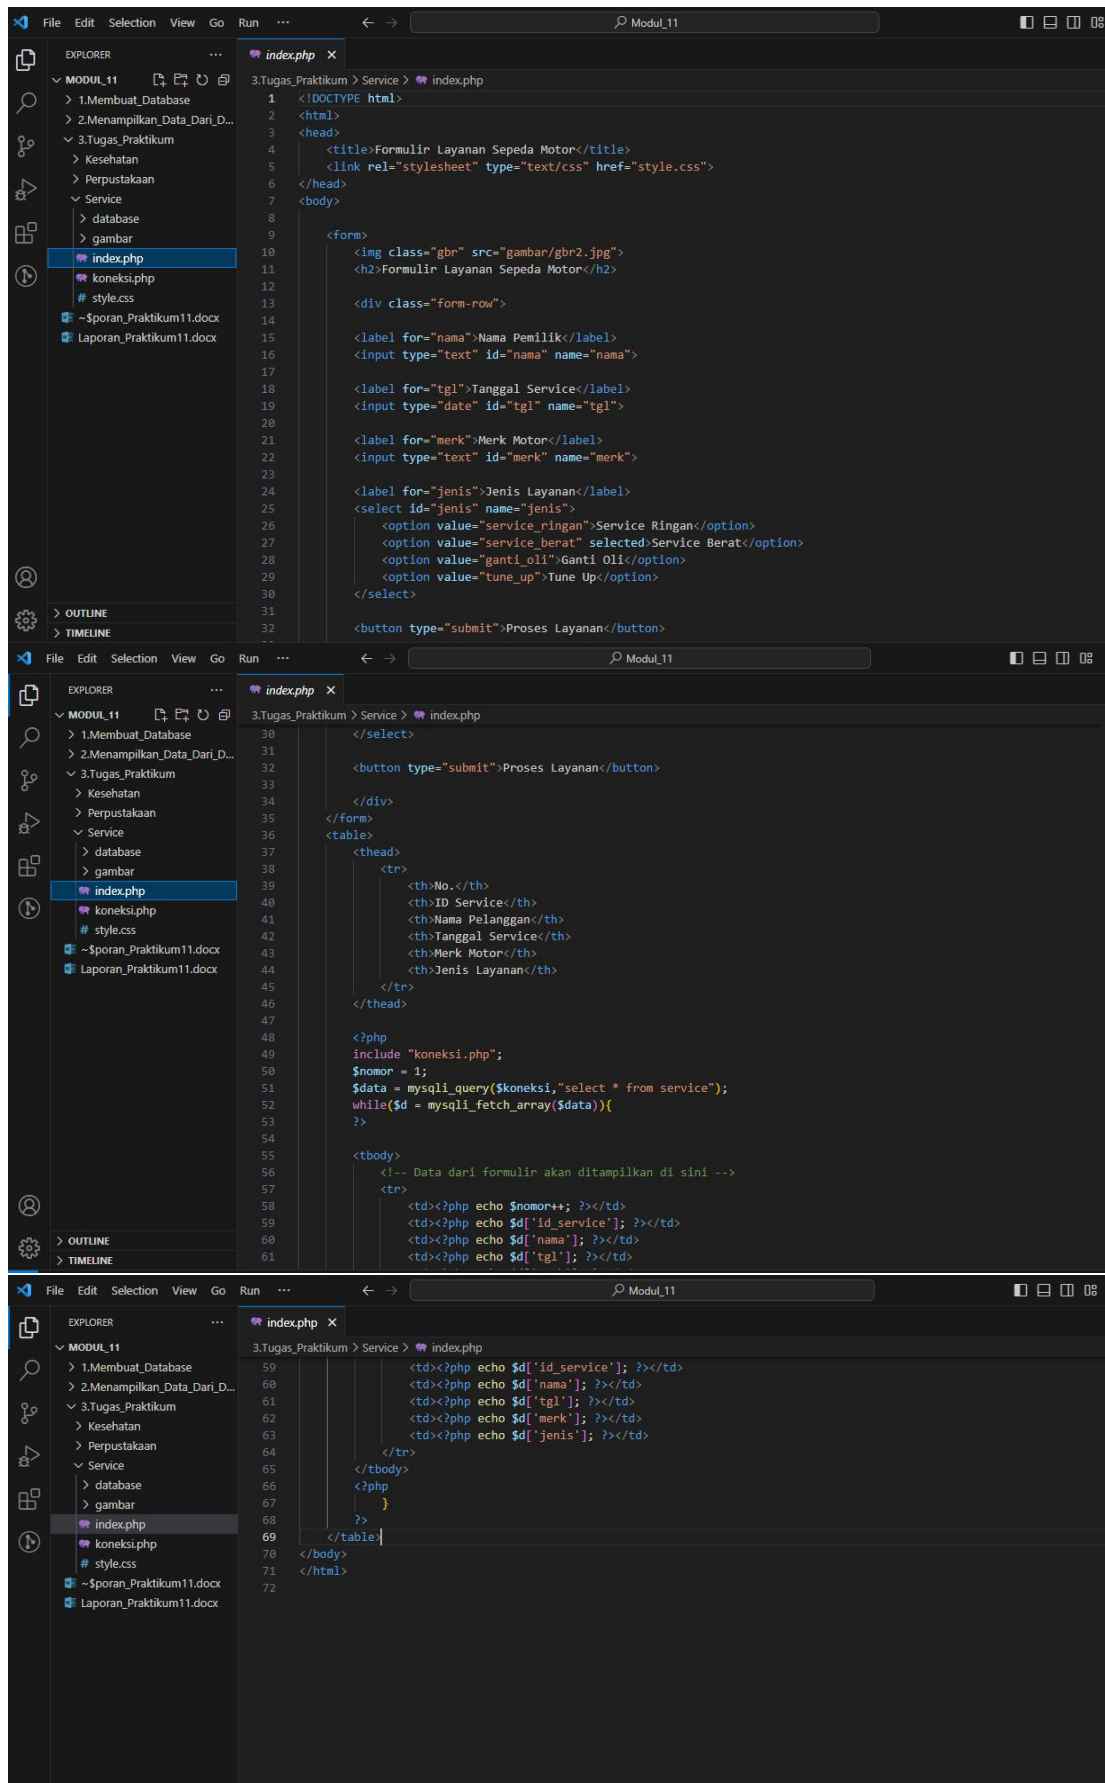 File Edit Selection View Go Run ··· ← → Modul_11
EXPLORER ··· index.php ×
MODUL_11
3.Tugas_Praktikum > Service > index.php
> 1.Membuat_Database
> 2.Menampilkan_Data_Dari_D...
3.Tugas_Praktikum
> Kesehatan
> Perpustakaan
Service
> database
> gambar
index.php
koneksi.php
# style.css
~$poran_Praktikum11.docx
Laporan_Praktikum11.docx
> OUTLINE
> TIMELINE
1 <!DOCTYPE html>
2 <html>
3 <head>
4 <title>Formulir Layanan Sepeda Motor</title>
5 <link rel="stylesheet" type="text/css" href="style.css">
6 </head>
7 <body>
8
9 <form>
10 <img class="gbr" src="gambar/gbr2.jpg">
11 <h2>Formulir Layanan Sepeda Motor</h2>
12
13 <div class="form-row">
14
15 <label for="nama">Nama Pemilik</label>
16 <input type="text" id="nama" name="nama">
17
18 <label for="tgl">Tanggal Service</label>
19 <input type="date" id="tgl" name="tgl">
20
21 <label for="merk">Merk Motor</label>
22 <input type="text" id="merk" name="merk">
23
24 <label for="jenis">Jenis Layanan</label>
25 <select id="jenis" name="jenis">
26 <option value="service_ringan">Service Ringan</option>
27 <option value="service_berat" selected>Service Berat</option>
28 <option value="ganti_oli">Ganti Oli</option>
29 <option value="tune_up">Tune Up</option>
30 </select>
31
32 <button type="submit">Proses Layanan</button>
File Edit Selection View Go Run ··· ← → Modul_11
EXPLORER ··· index.php ×
MODUL_11
3.Tugas_Praktikum > Service > index.php
> 1.Membuat_Database
> 2.Menampilkan_Data_Dari_D...
3.Tugas_Praktikum
> Kesehatan
> Perpustakaan
Service
> database
> gambar
index.php
koneksi.php
# style.css
~$poran_Praktikum11.docx
Laporan_Praktikum11.docx
> OUTLINE
> TIMELINE
30 </select>
31
32 <button type="submit">Proses Layanan</button>
33
34 </div>
35 </form>
36 <table>
37 <thead>
38 <tr>
39 <th>No.</th>
40 <th>ID Service</th>
41 <th>Nama Pelanggan</th>
42 <th>Tanggal Service</th>
43 <th>Merk Motor</th>
44 <th>Jenis Layanan</th>
45 </tr>
46 </thead>
47
48 <?php
49 include "koneksi.php";
50 $nomor = 1;
51 $data = mysqli_query($koneksi,"select * from service");
52 while($d = mysqli_fetch_array($data)){
53 ?>
54
55 <tbody>
56 <!-- Data dari formulir akan ditampilkan di sini -->
57 <tr>
58 <td><?php echo $nomor++; ?></td>
59 <td><?php echo $d['id_service']; ?></td>
60 <td><?php echo $d['nama']; ?></td>
61 <td><?php echo $d['tgl']; ?></td>
File Edit Selection View Go Run ··· ← → Modul_11
EXPLORER ··· index.php ×
MODUL_11
3.Tugas_Praktikum > Service > index.php
> 1.Membuat_Database
> 2.Menampilkan_Data_Dari_D...
3.Tugas_Praktikum
> Kesehatan
> Perpustakaan
Service
> database
> gambar
index.php
koneksi.php
# style.css
~$poran_Praktikum11.docx
Laporan_Praktikum11.docx
59 <td><?php echo $d['id_service']; ?></td>
60 <td><?php echo $d['nama']; ?></td>
61 <td><?php echo $d['tgl']; ?></td>
62 <td><?php echo $d['merk']; ?></td>
63 <td><?php echo $d['jenis']; ?></td>
64 </tr>
65 </tbody>
66 <?php
67 }
68 ?>
69 </table>
70 </body>
71 </html>
72